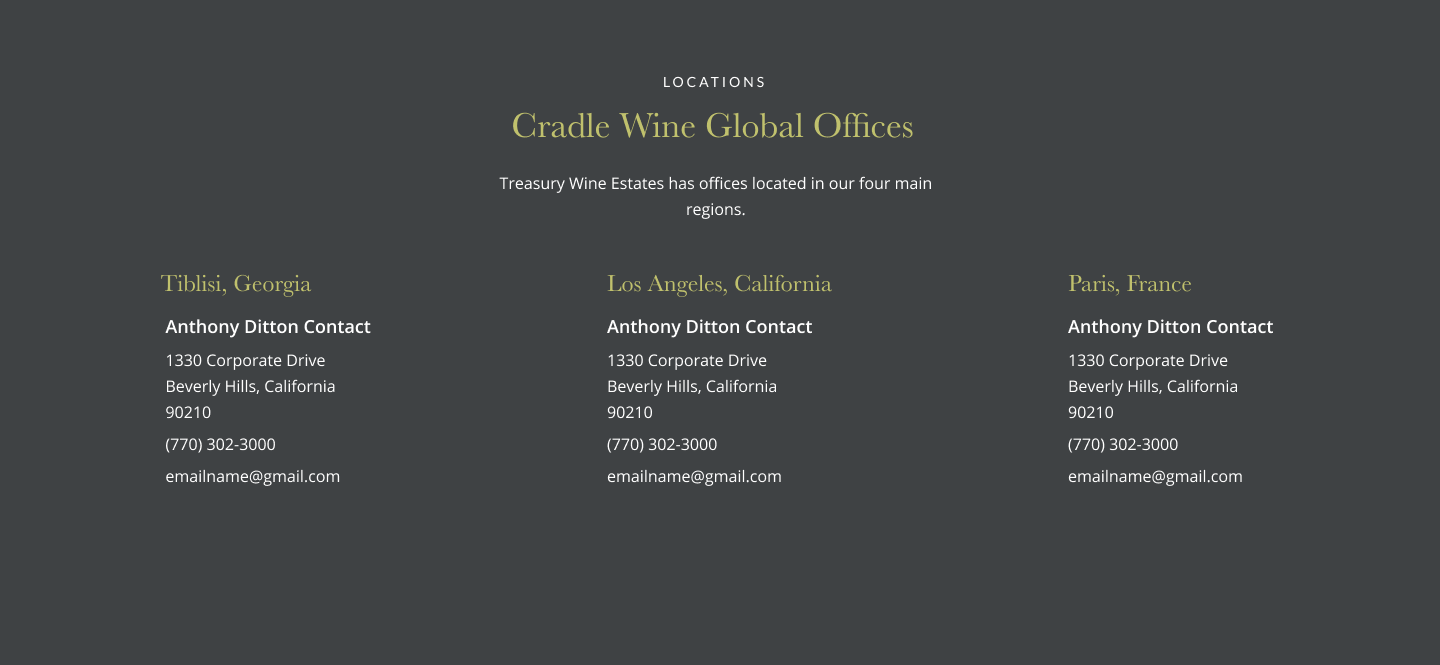 LOCATIONS
Cradle Wine Global Offices
Treasury Wine Estates has offices located in our four main
regions.
Tiblisi, Georgia
Anthony Ditton Contact
1330 Corporate Drive
Beverly Hills, California
90210
(770) 302-3000
emailname@gmail.com
Los Angeles, California
Anthony Ditton Contact
1330 Corporate Drive
Beverly Hills, California
90210
(770) 302-3000
emailname@gmail.com
Paris, France
Anthony Ditton Contact
1330 Corporate Drive
Beverly Hills, California
90210
(770) 302-3000
emailname@gmail.com